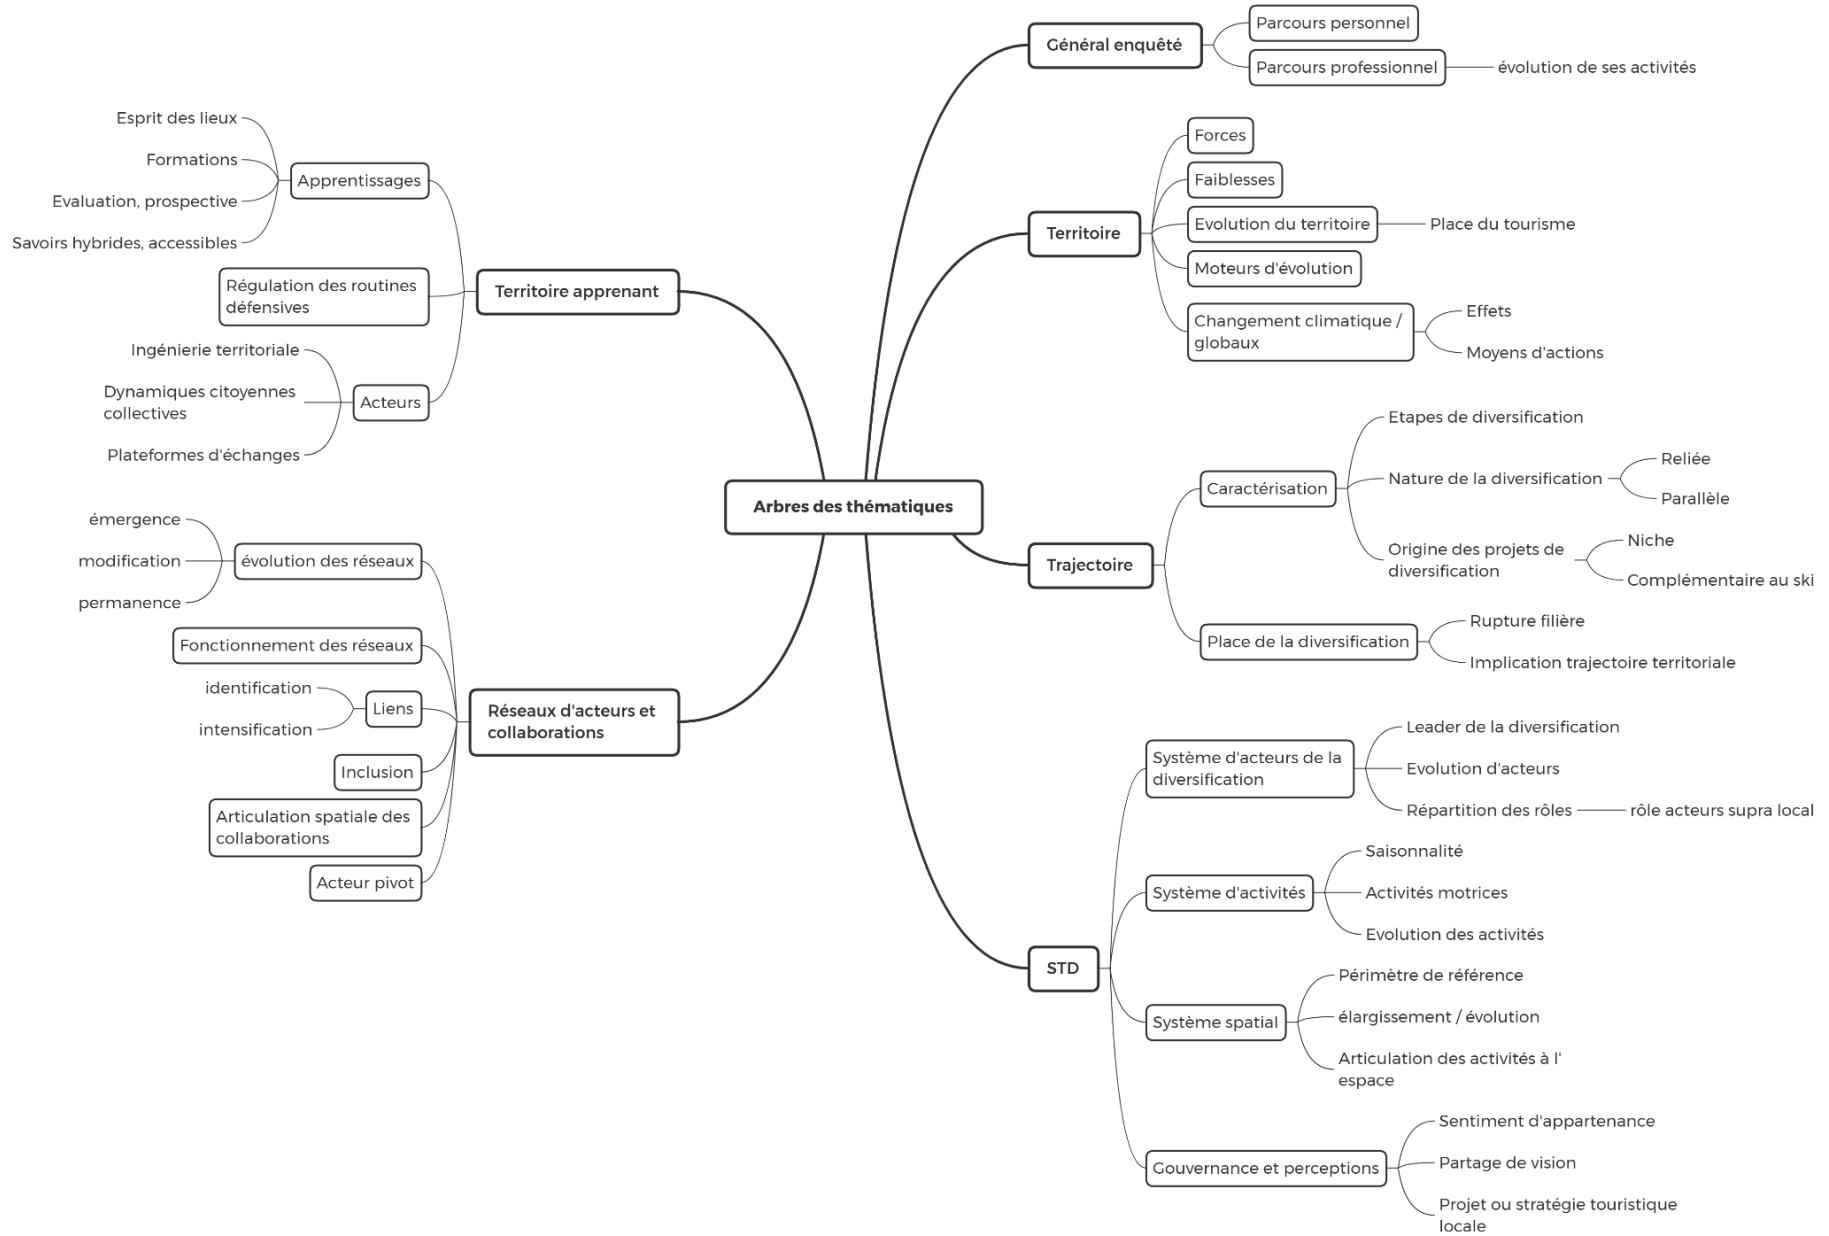 Arbres des thématiques
Général enquêté
Parcours personnel
Parcours professionnel
évolution de ses activités
Territoire
Forces
Faiblesses
Evolution du territoire
Place du tourisme
Moteurs d'évolution
Changement climatique /
globaux
Effets
Moyens d'actions
Trajectoire
Caractérisation
Etapes de diversification
Nature de la diversification
Reliée
Parallèle
Origine des projets de
diversification
Niche
Complémentaire au ski
Place de la diversification
Rupture filière
Implication trajectoire territoriale
STD
Système d'acteurs de la
diversification
Leader de la diversification
Evolution d'acteurs
Répartition des rôles
rôle acteurs supra local
Système d'activités
Saisonnalité
Activités motrices
Evolution des activités
Système spatial
Périmètre de référence
élargissement / évolution
Articulation des activités à l'
espace
Gouvernance et perceptions
Sentiment d'appartenance
Partage de vision
Projet ou stratégie touristique
locale
Territoire apprenant
Apprentissages
Esprit des lieux
Formations
Evaluation, prospective
Savoirs hybrides, accessibles
Régulation des routines
défensives
Acteurs
Ingénierie territoriale
Dynamiques citoyennes
collectives
Plateformes d'échanges
Réseaux d'acteurs et
collaborations
évolution des réseaux
émergence
modification
permanence
Fonctionnement des réseaux
Liens
identification
intensification
Inclusion
Articulation spatiale des
collaborations
Acteur pivot